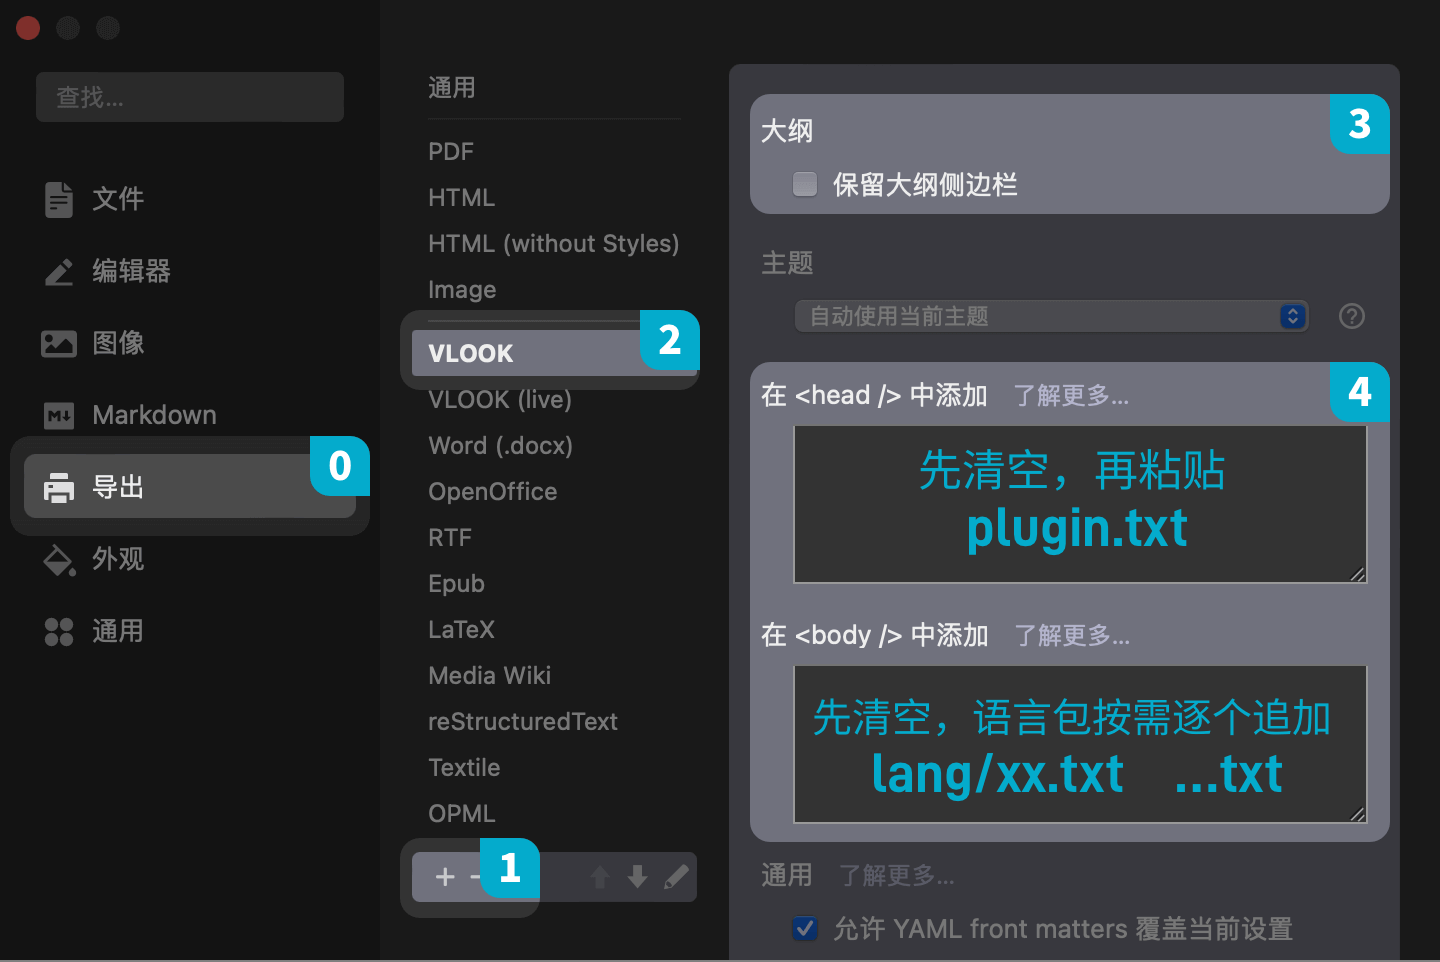 查找...
文件
编辑器
图像
Markdown
导出
0
外观
通用
通用
PDF
HTML
HTML (without Styles)
Image
VLOOK
2
VLOOK (live)
Word (.docx)
OpenOffice
RTF
Epub
LaTeX
Media Wiki
reStructuredText
Textile
OPML
+ -
1
大纲
3
保留大纲侧边栏
主题
自动使用当前主题
?
在 <head /> 中添加 了解更多...
4
先清空，再粘贴
plugin.txt
在 <body /> 中添加 了解更多...
先清空，语言包按需逐个追加
lang/xx.txt ...txt
通用 了解更多...
允许 YAML front matters 覆盖当前设置